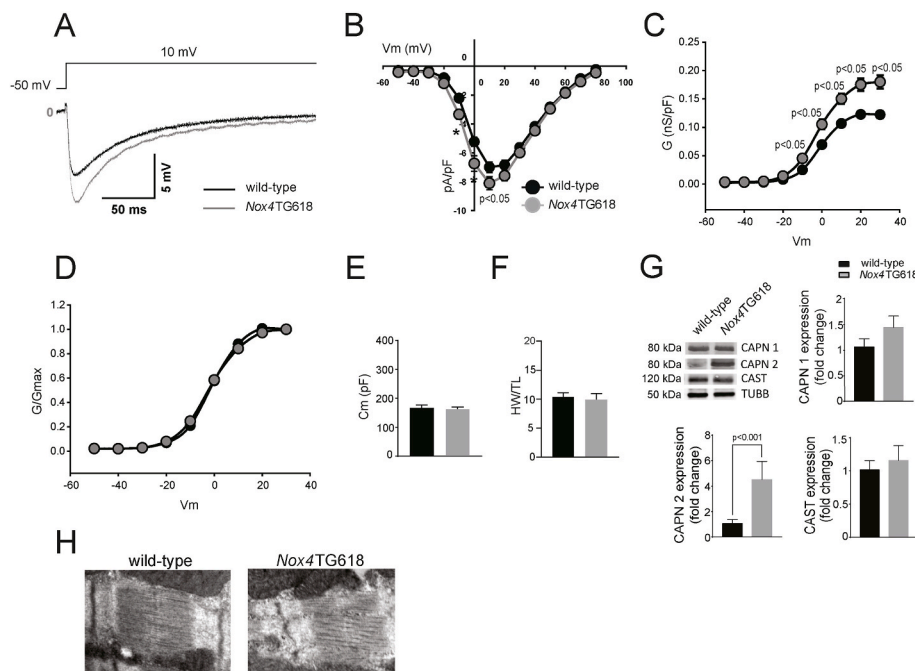 A
10 mV
-50 mV
0
5 mV
50 ms
wild-type
Nox4TG618
B
Vm (mV)
0
-60 -40 -20 0 20 40 60 80 100
-2
-4
-6
-8
-10
pA/pF
*
*
p<0.05
wild-type
Nox4TG618
C
0.25
0.20
0.15
0.10
0.05
0.00
G (nS/pF)
p<0.05
p<0.05
p<0.05
p<0.05
p<0.05
-60 -40 -20 0 20 40
Vm
D
1.2
1.0
0.8
0.6
0.4
0.2
0.0
G/Gmax
-60 -40 -20 0 20 40
Vm
E
400
300
200
100
0
Cm (pF)
F
20
15
10
5
0
HW/TL
G
wild-type
Nox4TG618
80 kDa CAPN 1
80 kDa CAPN 2
120 kDa CAST
50 kDa TUBB
wild-type
Nox4TG618
CAPN 1 expression
(fold change)
2
1.5
1
0.5
0
CAPN 2 expression
(fold change)
8
6
4
2
0
p<0.001
CAST expression
(fold change)
1.5
1
0.5
0
H
wild-type
Nox4TG618